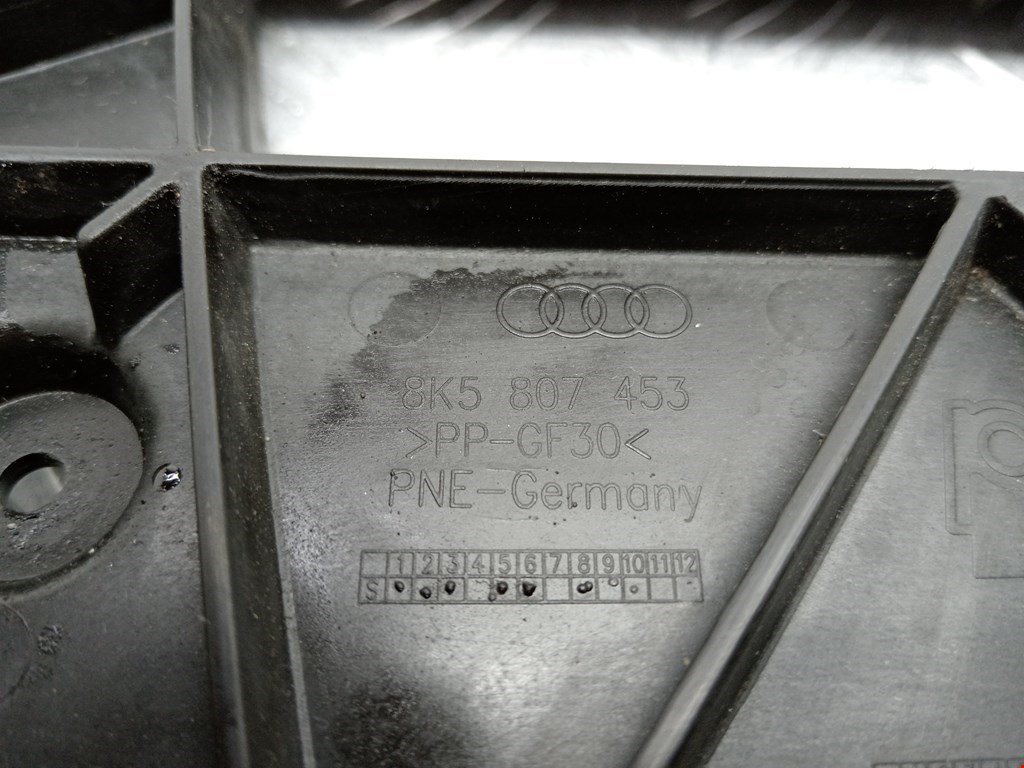 8K5 807 453
>PP-GF30<
PNE-Germany
1 2 3 4 5 6 7 8 9 10 11 12
S